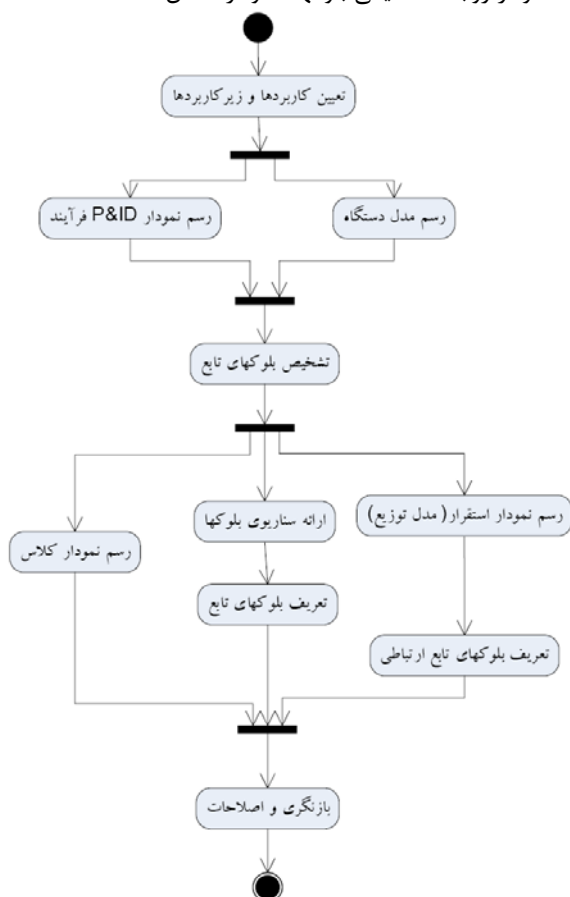 تعیین کاربردها و زیرکاربردها
رسم مدل دستگاه
رسم نمودار P&ID فرآیند
تشخیص بلوکهای تابع
رسم نمودار استقرار( مدل توزیع)
ارائه سناریوی بلوکها
رسم نمودار کلاس
تعریف بلوکهای تابع
تعریف بلوکهای تابع ارتباطی
بازنگری و اصلاحات